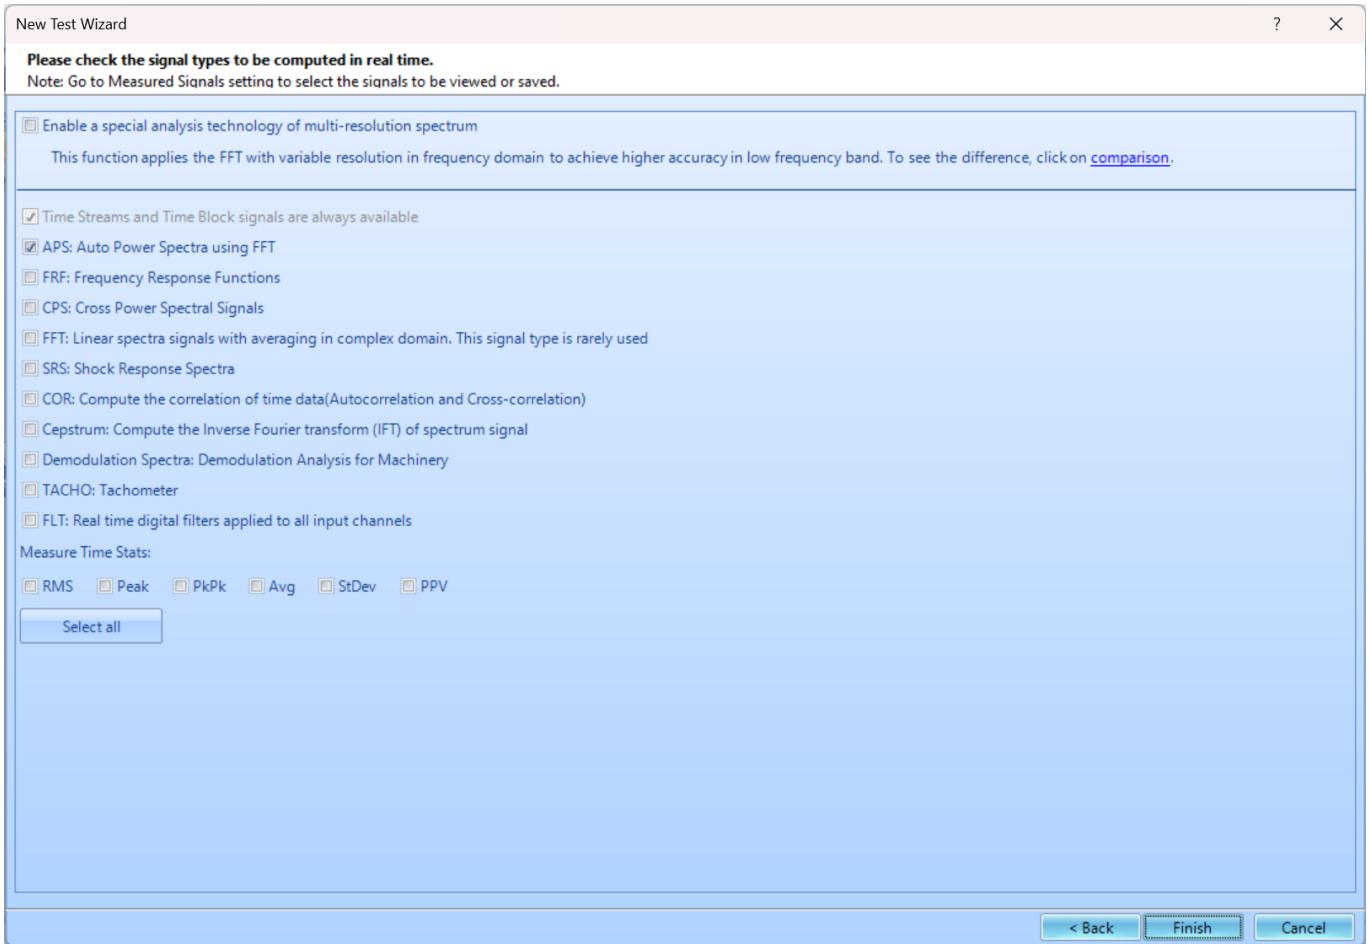 New Test Wizard
?
Please check the signal types to be computed in real time.
Note: Go to Measured Signals setting to select the signals to be viewed or saved.
Enable a special analysis technology of multi-resolution spectrum
This function applies the FFT with variable resolution in frequency domain to achieve higher accuracy in low frequency band. To see the difference, click on comparison.
Time Streams and Time Block signals are always available
APS: Auto Power Spectra using FFT
FRF: Frequency Response Functions
CPS: Cross Power Spectral Signals
FFT: Linear spectra signals with averaging in complex domain. This signal type is rarely used
SRS: Shock Response Spectra
COR: Compute the correlation of time data(Autocorrelation and Cross-correlation)
Cepstrum: Compute the Inverse Fourier transform (IFT) of spectrum signal
Demodulation Spectra: Demodulation Analysis for Machinery
TACHO: Tachometer
FLT: Real time digital filters applied to all input channels
Measure Time Stats:
RMS Peak PkPk Avg StDev PPV
Select all
< Back Finish Cancel